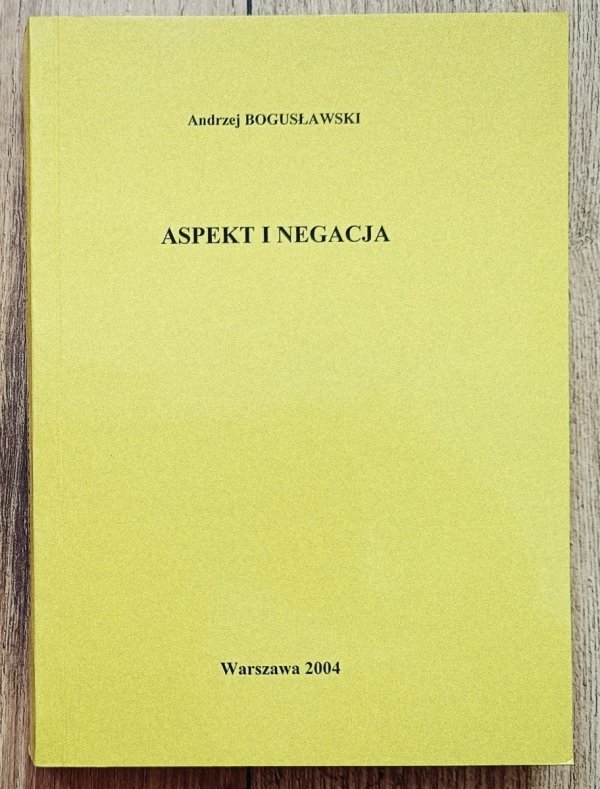 Andrzej BOGUSŁAWSKI
ASPEKT I NEGACJA
Warszawa 2004